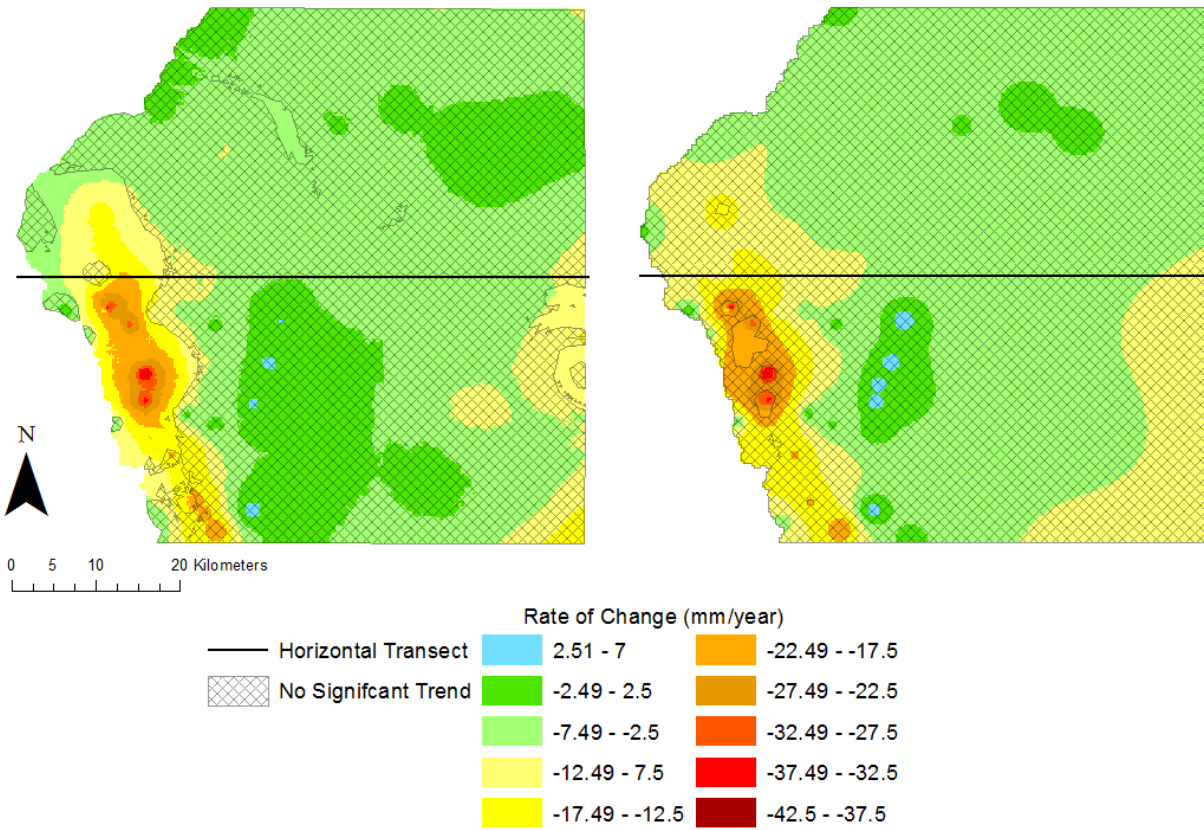 N
0 5 10 20 Kilometers
Rate of Change (mm/year)
Horizontal Transect
No Signifcant Trend
2.51 - 7
-2.49 - 2.5
-7.49 - -2.5
-12.49 - 7.5
-17.49 - -12.5
-22.49 - -17.5
-27.49 - -22.5
-32.49 - -27.5
-37.49 - -32.5
-42.5 - -37.5